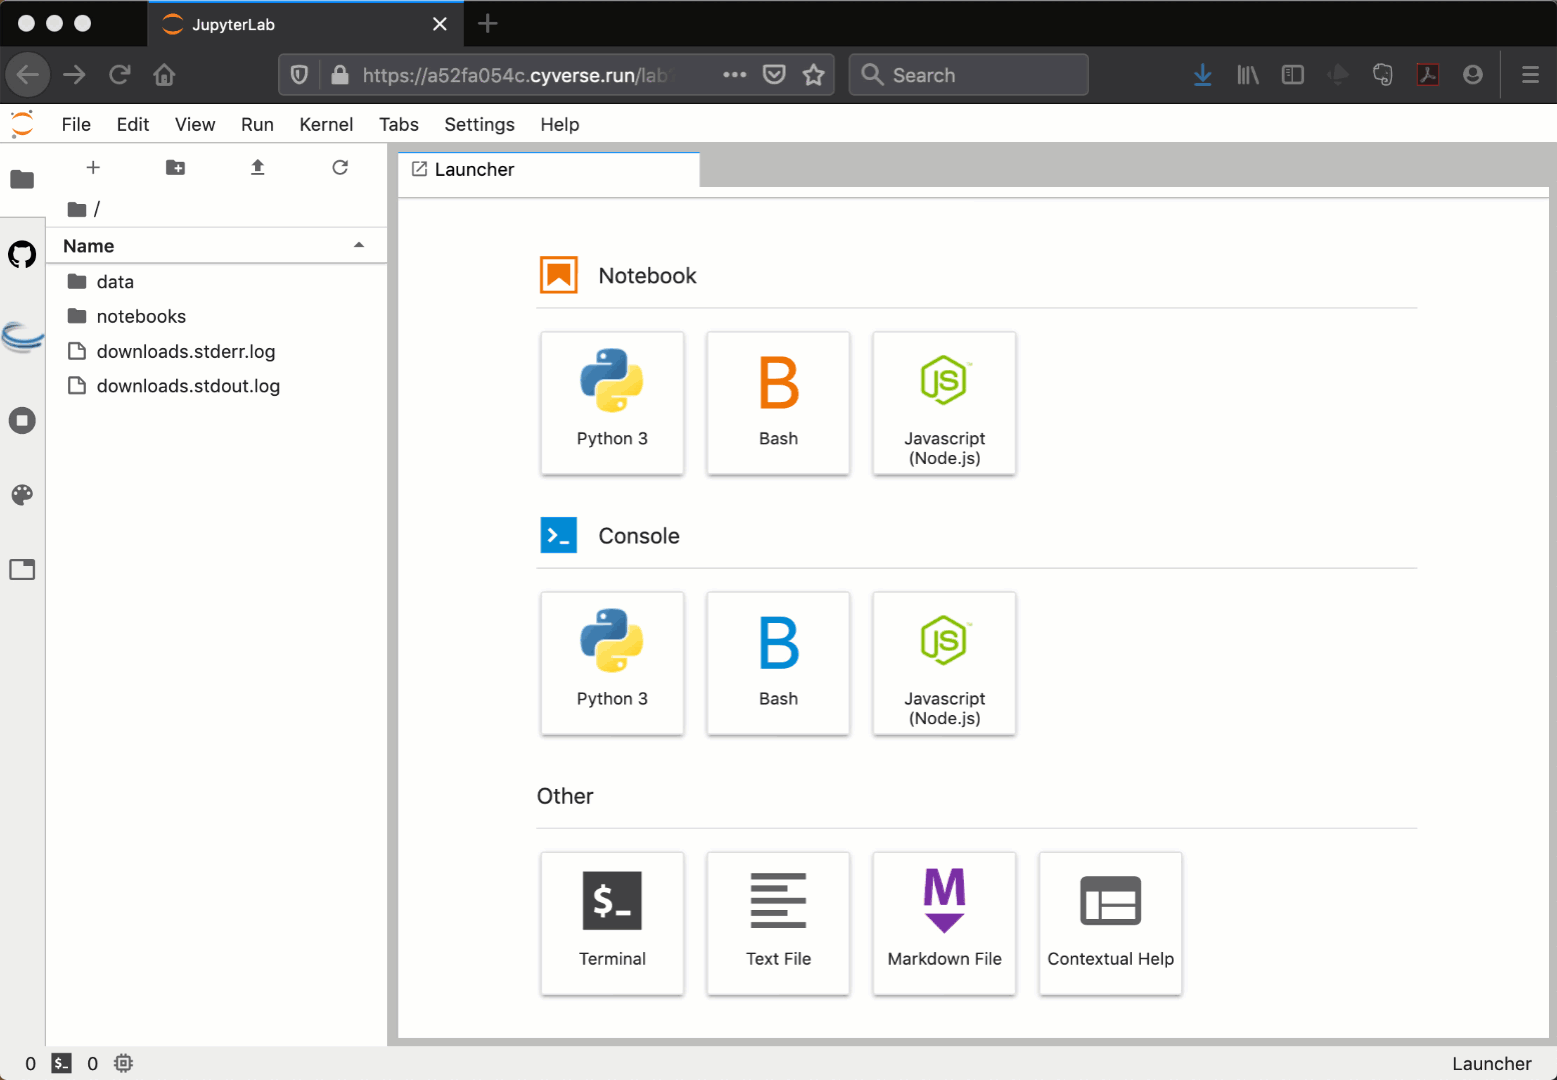 JupyterLab
https://a52fa054c.cyverse.run/lab
Search
File Edit View Run Kernel Tabs Settings Help
Launcher
/
Name
data
notebooks
downloads.stderr.log
downloads.stdout.log
Notebook
Python 3
B
Bash
JS
Javascript
(Node.js)
Console
Python 3
B
Bash
JS
Javascript
(Node.js)
Other
$_
Terminal
Text File
M
Markdown File
Contextual Help
0 $_ 0
Launcher